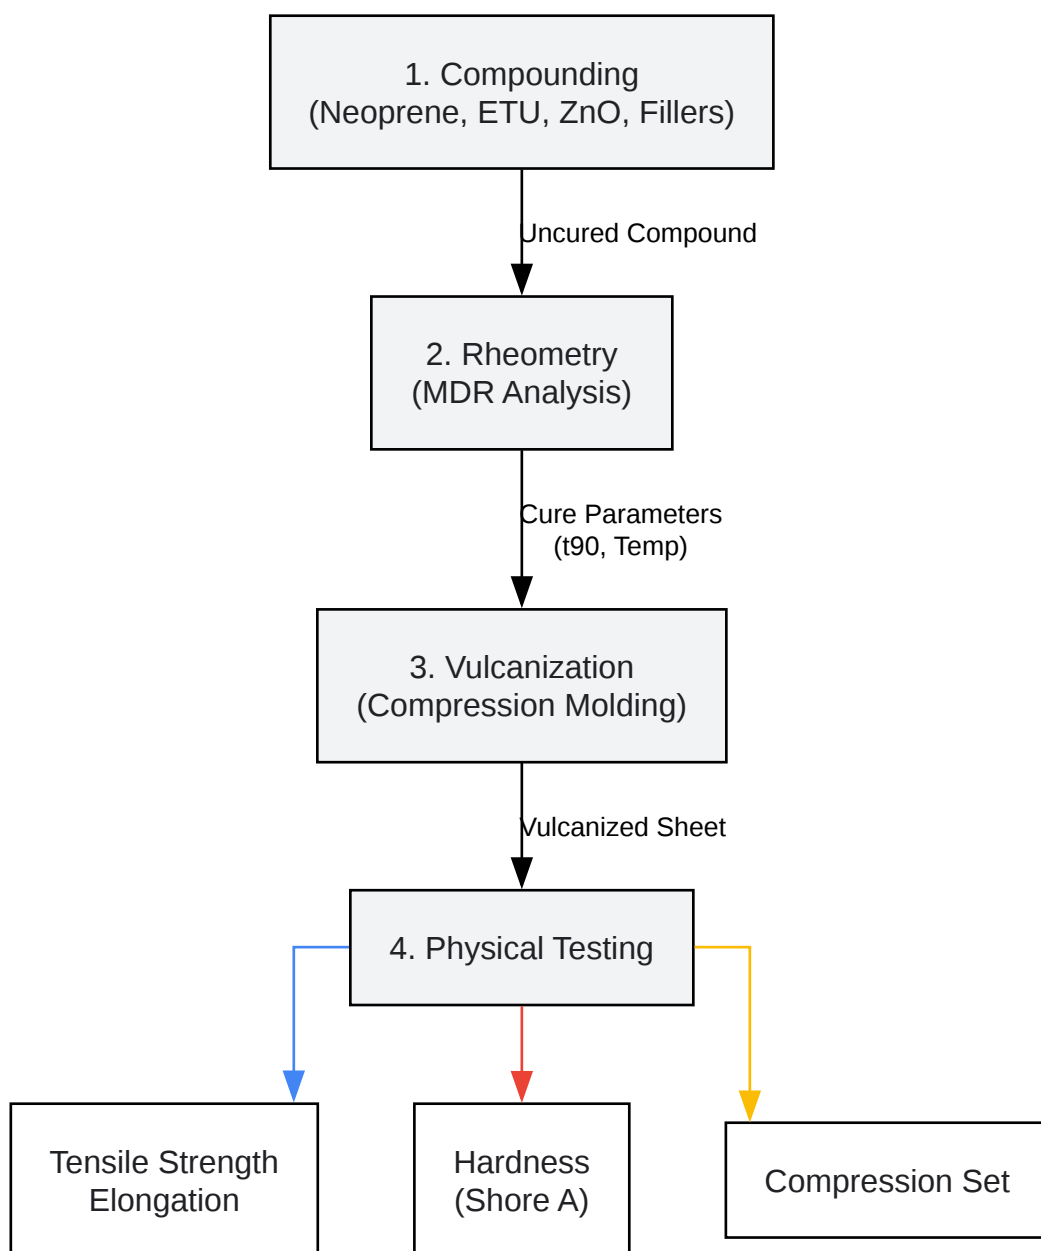 1. Compounding
(Neoprene, ETU, ZnO, Fillers)
Uncured Compound
2. Rheometry
(MDR Analysis)
Cure Parameters
(t90, Temp)
3. Vulcanization
(Compression Molding)
Vulcanized Sheet
4. Physical Testing
Tensile Strength
Elongation
Hardness
(Shore A)
Compression Set